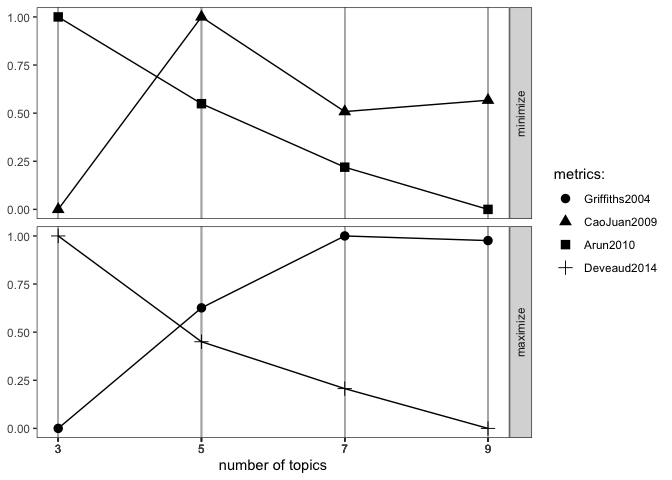 1.00
0.75
0.50
0.25
0.00
minimize
1.00
0.75
0.50
0.25
0.00
maximize
3 5 7 9
number of topics
metrics:
Griffiths2004
CaoJuan2009
Arun2010
Deveaud2014